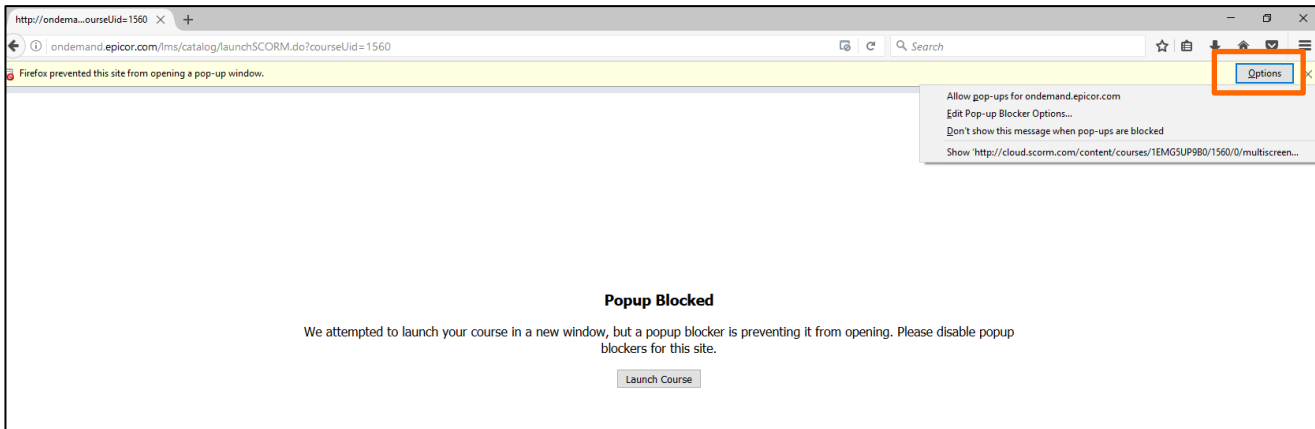 http://ondema...ourseUid=1560
ondemand.epicor.com/lms/catalog/launchSCORM.do?courseUid=1560
Search
Firefox prevented this site from opening a pop-up window.
Options
Allow pop-ups for ondemand.epicor.com
Edit Pop-up Blocker Options...
Don't show this message when pop-ups are blocked
Show 'http://cloud.scorm.com/content/courses/1EMG5UP9B0/1560/0/multiscreen...
Popup Blocked
We attempted to launch your course in a new window, but a popup blocker is preventing it from opening. Please disable popup
blockers for this site.
Launch Course